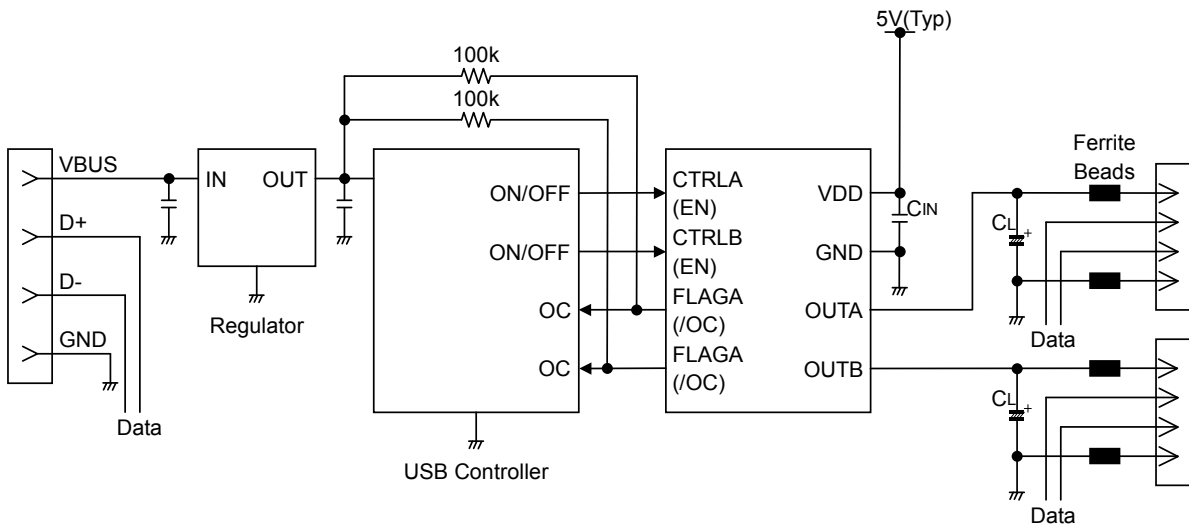 5V(Typ)
100k
100k
Ferrite
Beads
VBUS
D+
D-
GND
Data
IN
OUT
Regulator
ON/OFF
ON/OFF
OC
OC
USB Controller
CTRLA
(EN)
CTRLB
(EN)
FLAGA
(/OC)
FLAGA
(/OC)
VDD
GND
OUTA
OUTB
CIN
CL
+
Data
CL
+
Data